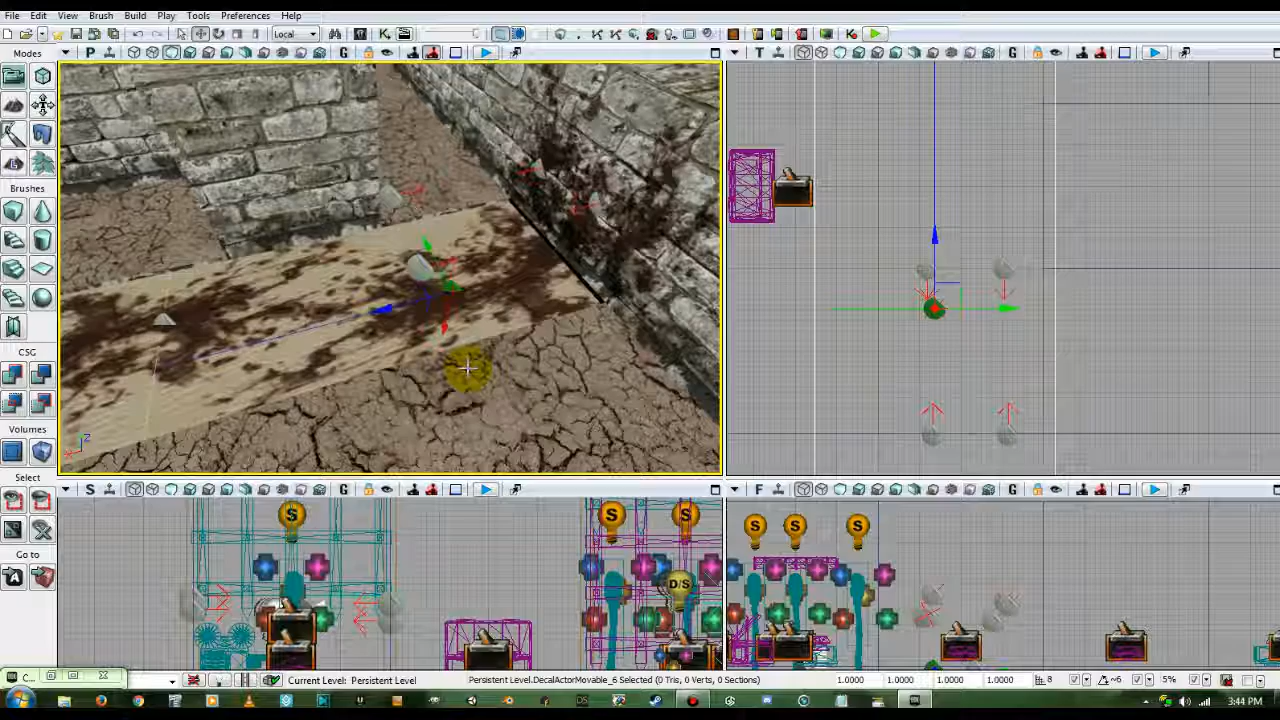 File Edit View Brush Build Play Tools Preferences Help
Local
Modes
P
G
T
G
Brushes
CSG
Volumes
Select
S
G
F
G
Go to
S
S
S
S
S
S
D/S
C...
Current Level: Persistent Level
Persistent Level.DecalActorMovable_6 Selected (0 Tris, 0 Verts, 0 Sections)
1.0000 1.0000 1.0000 1.0000
8
5%
3:44 PM